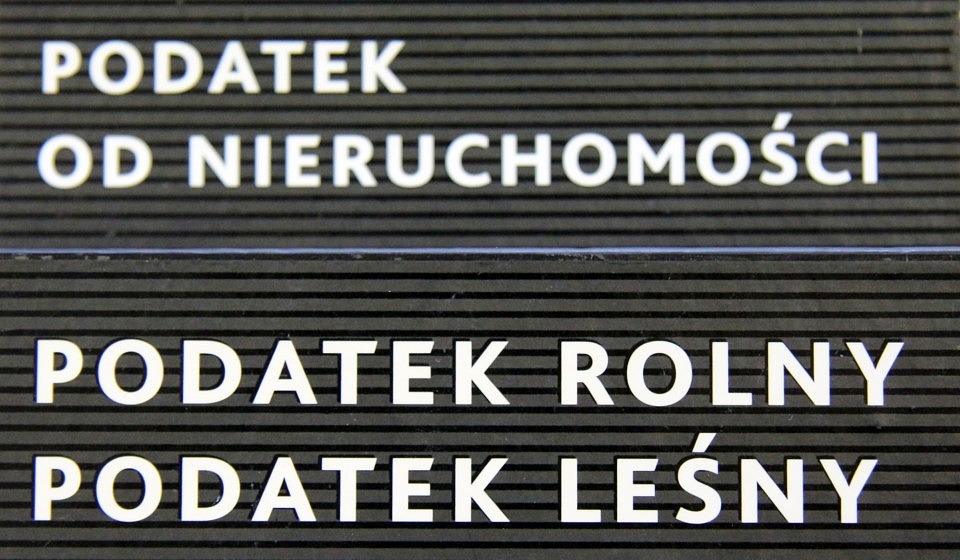 PODATEK
OD NIERUCHOMOŚCI
PODATEK ROLNY
PODATEK LEŚNY